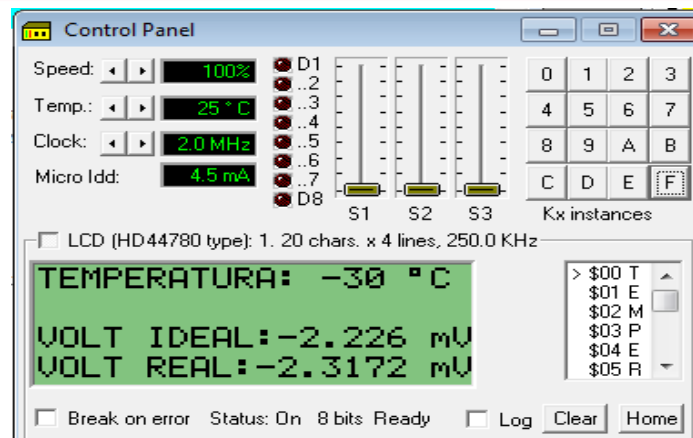 Control Panel
Speed: 100%
Temp.: 25 ° C
Clock: 2.0 MHz
Micro Idd: 4.5 mA
D1
..2
..3
..4
..5
..6
..7
D8
S1 S2 S3
0 1 2 3
4 5 6 7
8 9 A B
C D E F
Kx instances
LCD (HD44780 type): 1. 20 chars. x 4 lines, 250.0 KHz
TEMPERATURA: -30 °C
VOLT IDEAL:-2.226 mV
VOLT REAL:-2.3172 mV
> $00 T
$01 E
$02 M
$03 P
$04 E
$05 R
Break on error Status: On 8 bits Ready Log Clear Home